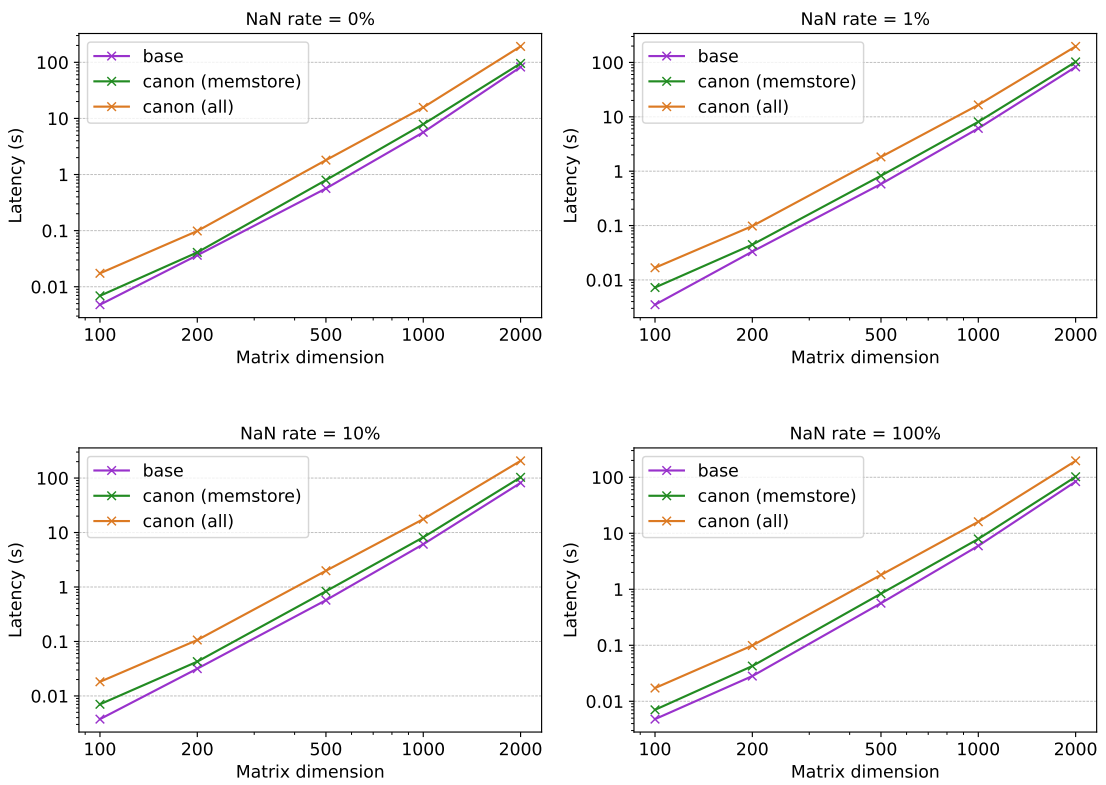 NaN rate = 0%
base
canon (memstore)
canon (all)
100
10
1
0.1
0.01
Latency (s)
100 200 500 1000 2000
Matrix dimension
NaN rate = 1%
base
canon (memstore)
canon (all)
100
10
1
0.1
0.01
Latency (s)
100 200 500 1000 2000
Matrix dimension
NaN rate = 10%
base
canon (memstore)
canon (all)
100
10
1
0.1
0.01
Latency (s)
100 200 500 1000 2000
Matrix dimension
NaN rate = 100%
base
canon (memstore)
canon (all)
100
10
1
0.1
0.01
Latency (s)
100 200 500 1000 2000
Matrix dimension